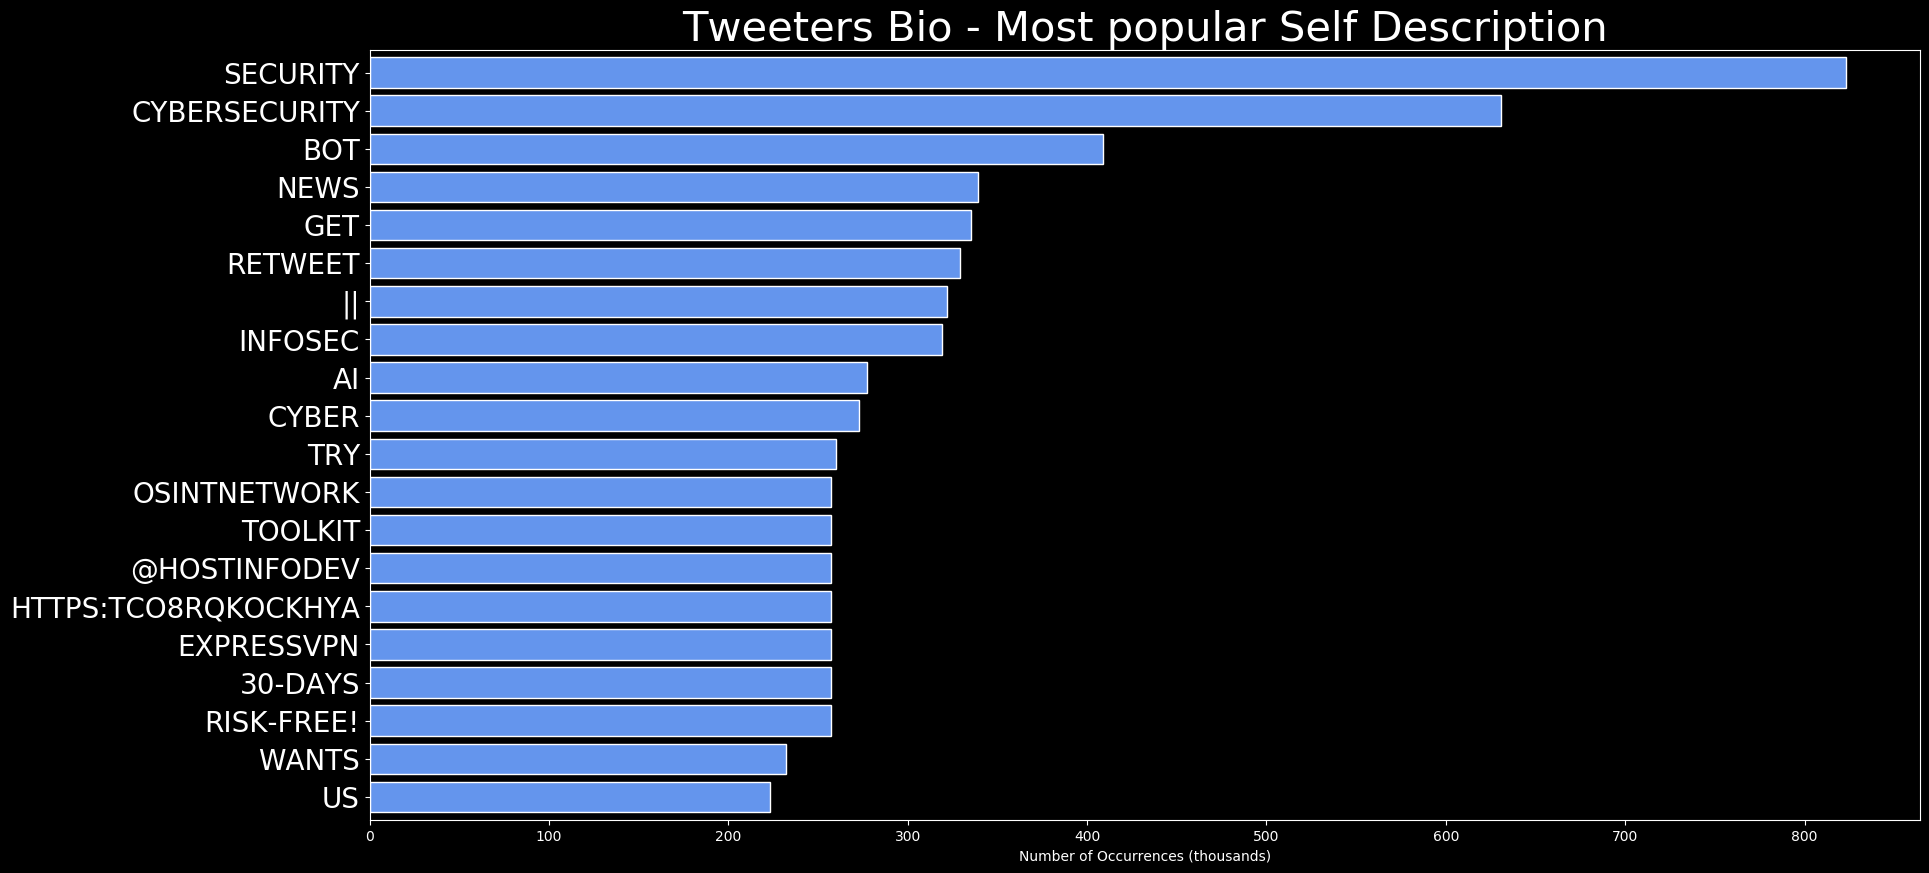 Tweeters Bio - Most popular Self Description
SECURITY
CYBERSECURITY
BOT
NEWS
GET
RETWEET
||
INFOSEC
AI
CYBER
TRY
OSINTNETWORK
TOOLKIT
@HOSTINFODEV
HTTPS:TCO8RQKOCKHYA
EXPRESSVPN
30-DAYS
RISK-FREE!
WANTS
US
0 100 200 300 400 500 600 700 800
Number of Occurrences (thousands)